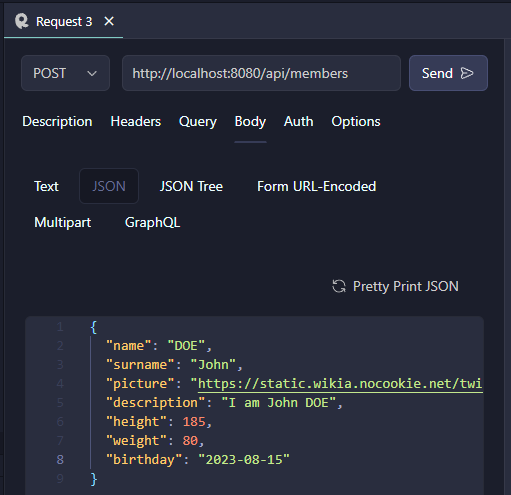 Request 3
POST http://localhost:8080/api/members Send
Description Headers Query Body Auth Options
Text JSON JSON Tree Form URL-Encoded
Multipart GraphQL
Pretty Print JSON
1 {
2 "name": "DOE",
3 "surname": "John",
4 "picture": "https://static.wikia.nocookie.net/twi
5 "description": "I am John DOE",
6 "height": 185,
7 "weight": 80,
8 "birthday": "2023-08-15"
9 }